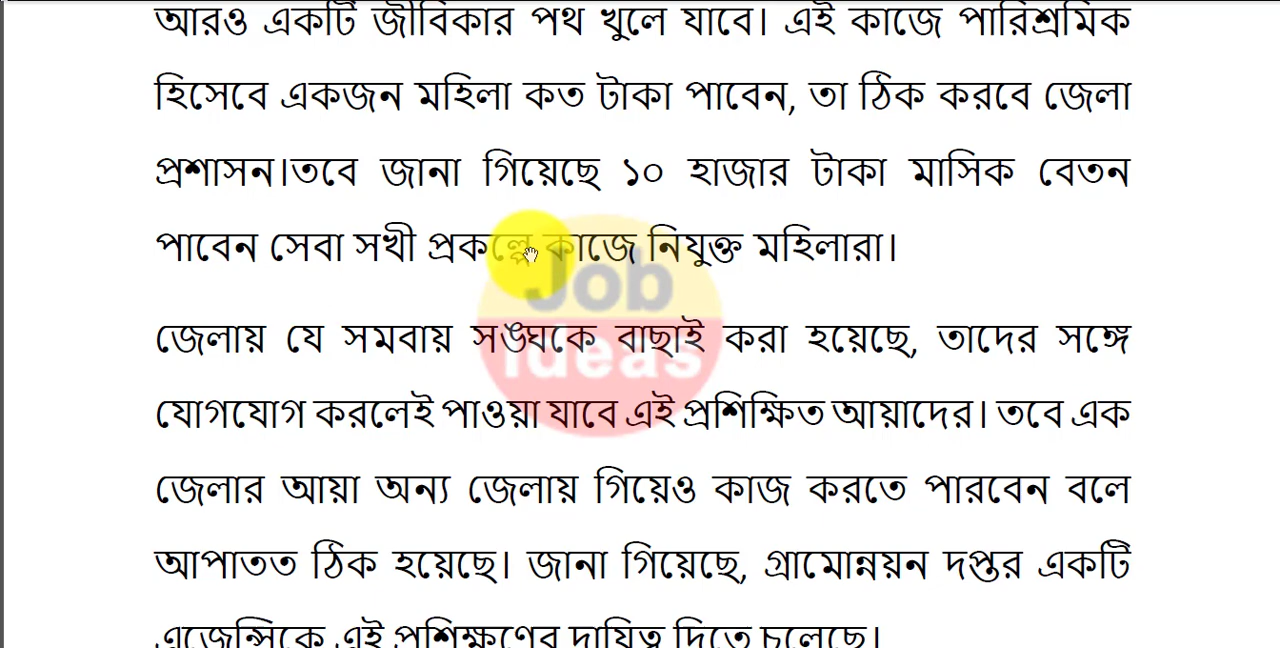 আরও একটি জীবিকার পথ খুলে যাবে। এই কাজে পারিশ্রমিক
হিসেবে একজন মহিলা কত টাকা পাবেন, তা ঠিক করবে জেলা
প্রশাসন।তবে জানা গিয়েছে ১০ হাজার টাকা মাসিক বেতন
পাবেন সেবা সখী প্রকল্পে কাজে নিযুক্ত মহিলারা।
Job
জেলায় যে সমবায় সঙ্ঘকে বাছাই করা হয়েছে, তাদের সঙ্গে
ideas
যোগযোগ করলেই পাওয়া যাবে এই প্রশিক্ষিত আয়াদের। তবে এক
জেলার আয়া অন্য জেলায় গিয়েও কাজ করতে পারবেন বলে
আপাতত ঠিক হয়েছে। জানা গিয়েছে, গ্রামোন্নয়ন দপ্তর একটি
এজেন্সিকে এই প্রশিক্ষণের দায়িত্ব দিতে চলেছে।